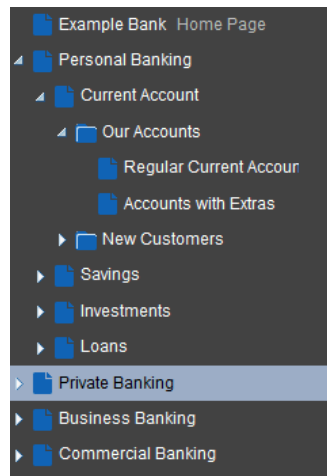 Example Bank Home Page
Personal Banking
Current Account
Our Accounts
Regular Current Accoun
Accounts with Extras
New Customers
Savings
Investments
Loans
Private Banking
Business Banking
Commercial Banking